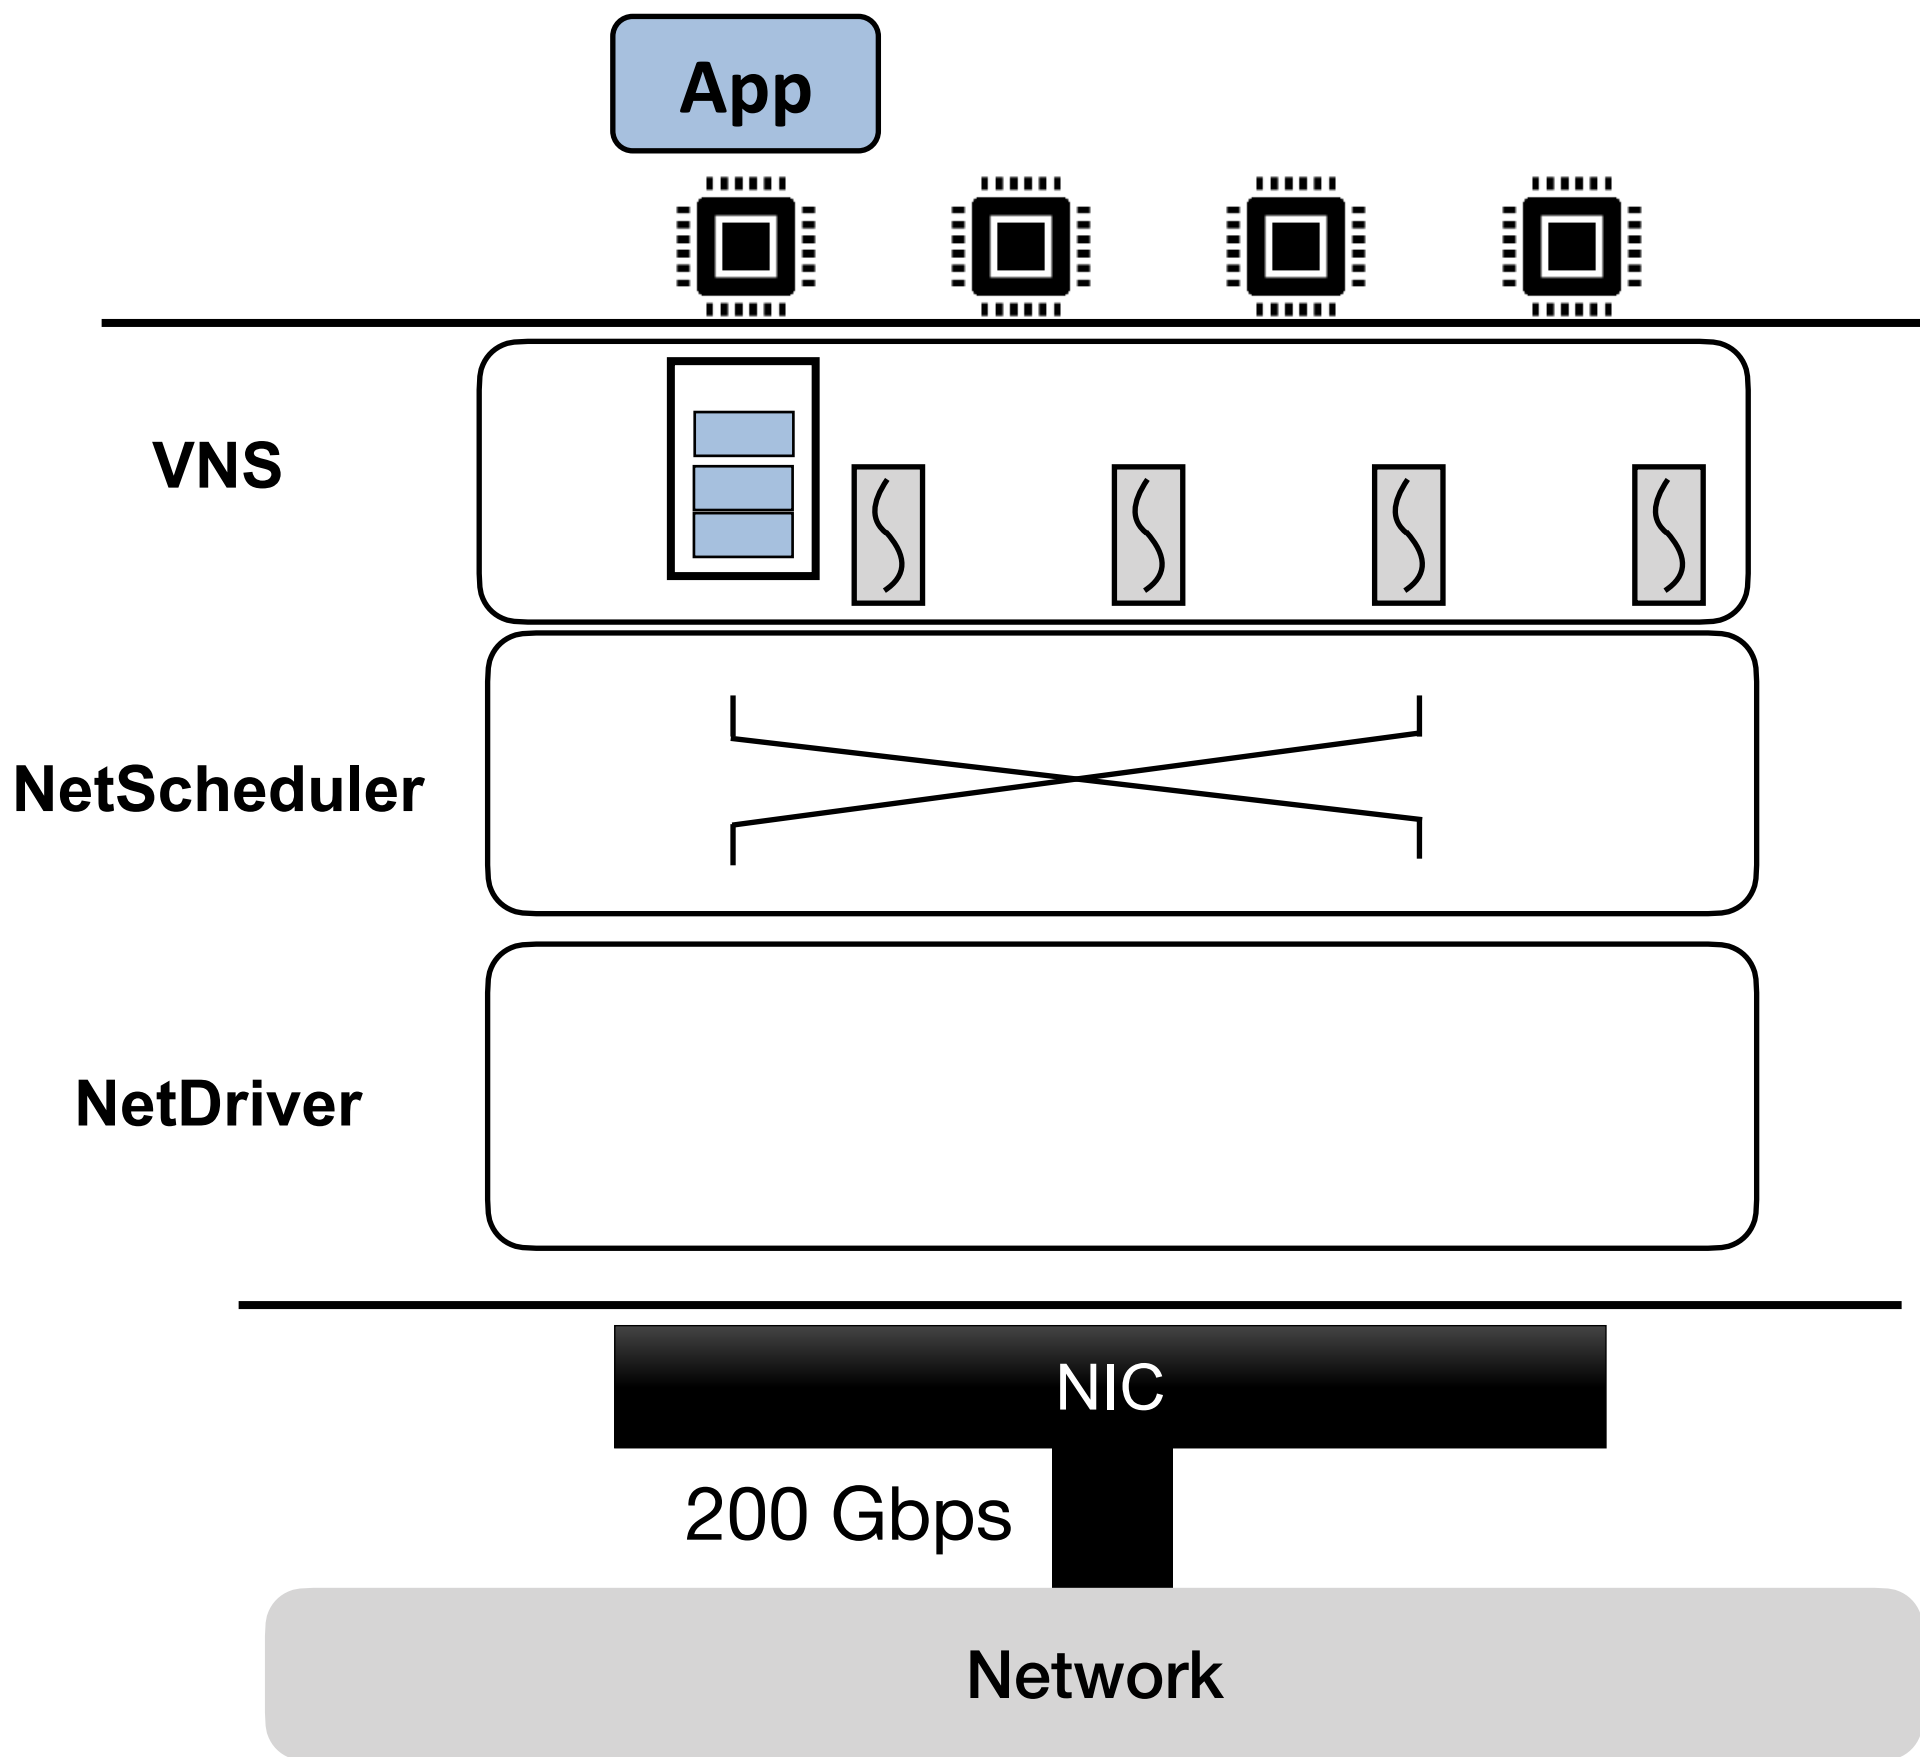 App
VNS
NetScheduler
NetDriver
NIC
200 Gbps
Network